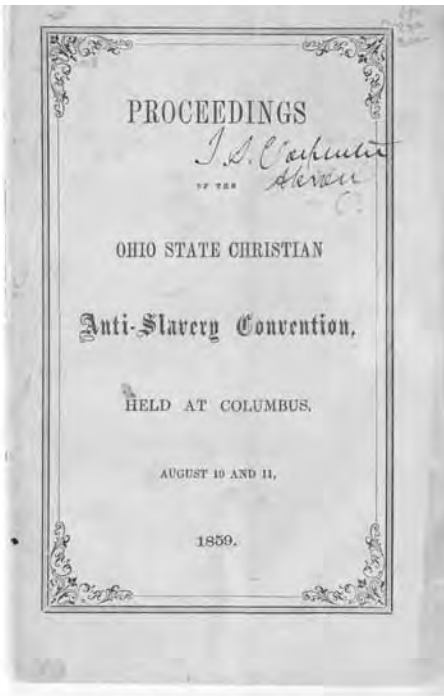 PROCEEDINGS
J. S. Carpenter
OF THE
Akron
OHIO STATE CHRISTIAN
Anti-Slavery Convention,
HELD AT COLUMBUS,
AUGUST 10 AND 11,
1859.